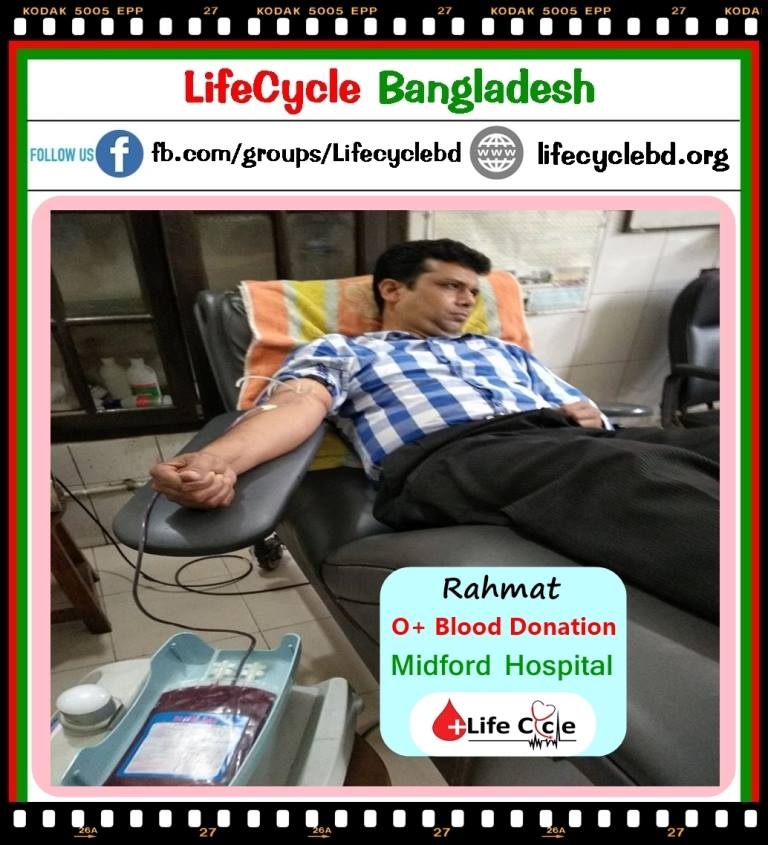 KODAK 5005 EPP 27 KODAK 5005 EPP 27 KODAK 5005 EPP 27 KODA
LifeCycle Bangladesh
FOLLOW US f fb.com/groups/Lifecyclebd www lifecyclebd.org
Rahmat
O+ Blood Donation
Midford Hospital
Life Cycle
26A 27 26A 27 26A 27